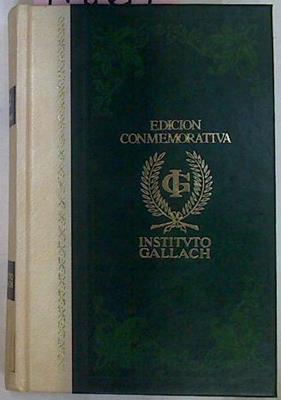 EDICION
CONMEMORATIVA
IG
INSTITVTO
GALLACH